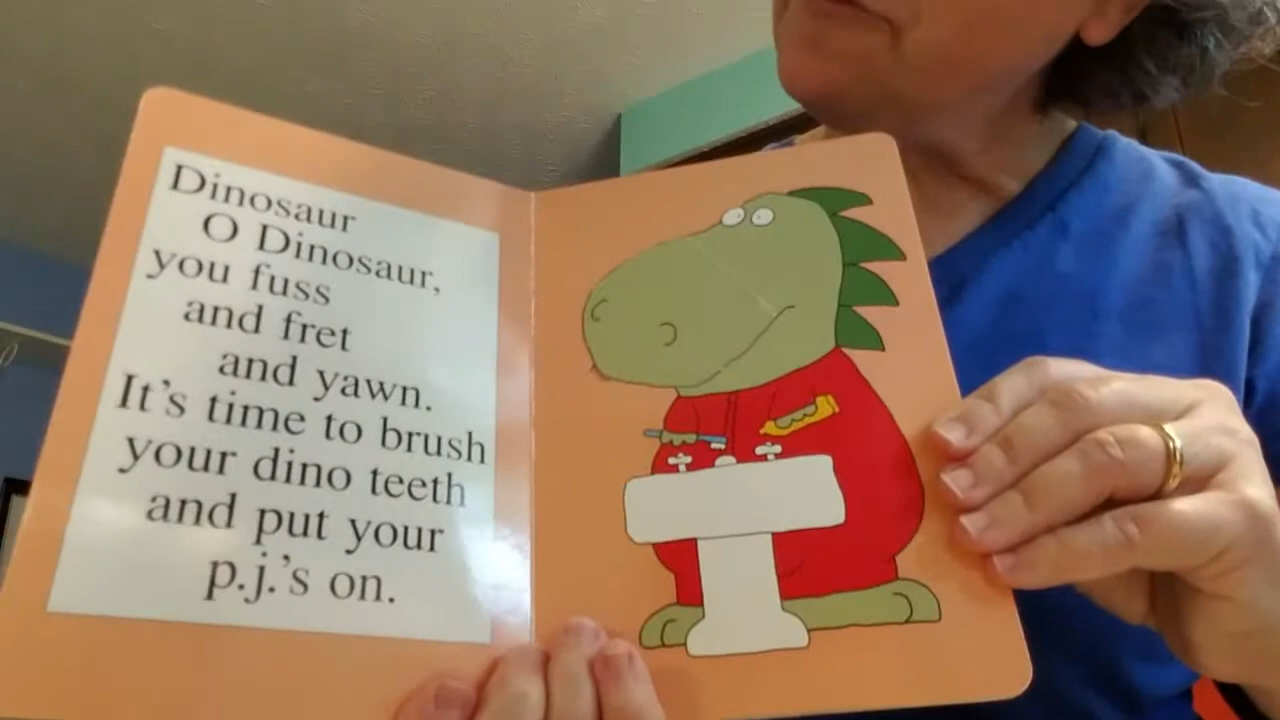 Dinosaur
O Dinosaur,
you fuss
and fret
and yawn.
It's time to brush
your dino teeth
and put your
p.j.'s on.